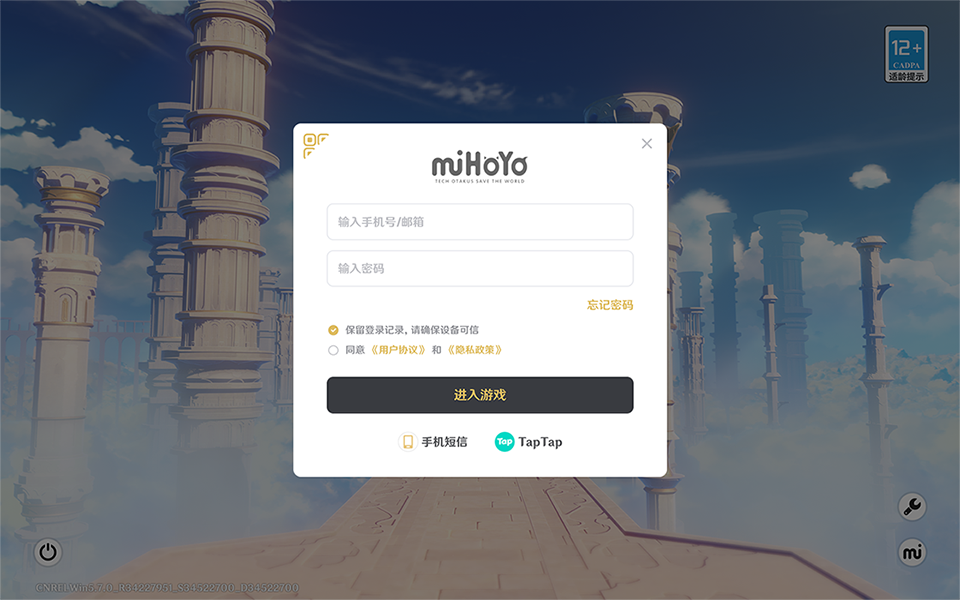 12+
CADPA
适龄提示
miHoYo
TECH OTAKUS SAVE THE WORLD
输入手机号/邮箱
输入密码
忘记密码
保留登录记录，请确保设备可信
同意《用户协议》和《隐私政策》
进入游戏
手机短信
Tap TapTap
mi
CNRELWin5.7.0_R34227951_S34522700_D34522700